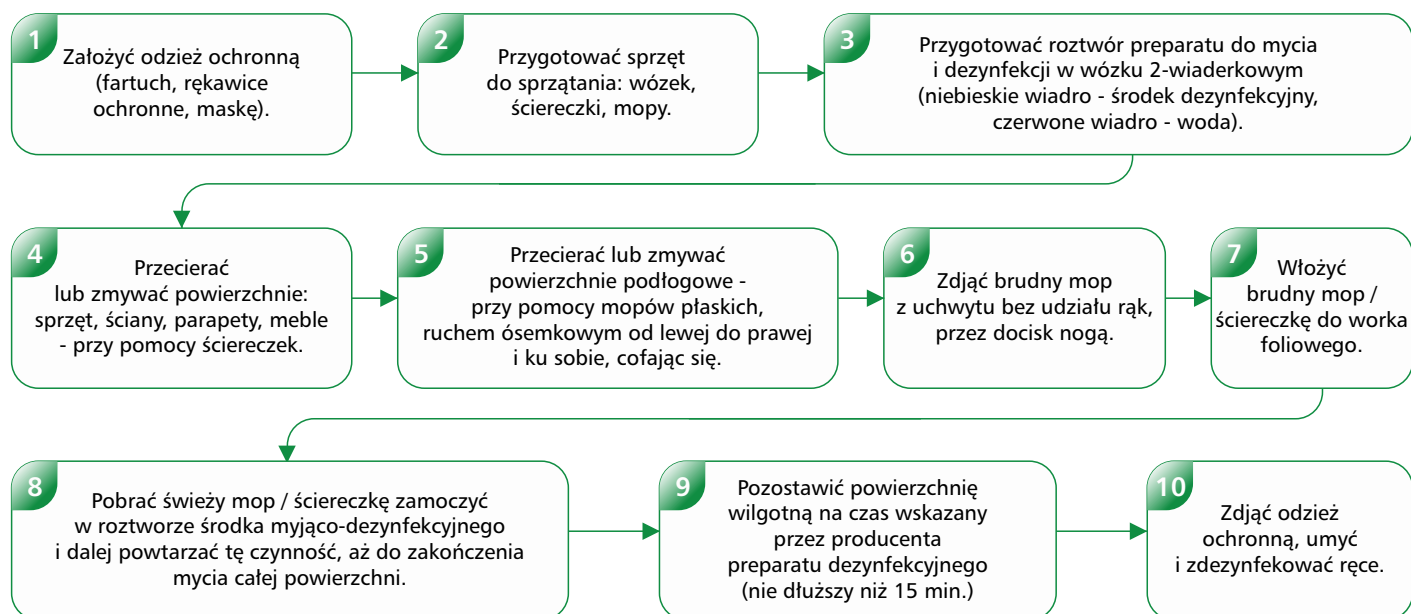 1
Założyć odzież ochronną
(fartuch, rękawice
ochronne, maskę).
2
Przygotować sprzęt
do sprzątania: wózek,
ściereczki, mopy.
3
Przygotować roztwór preparatu do mycia
i dezynfekcji w wózku 2-wiaderkowym
(niebieskie wiadro - środek dezynfekcyjny,
czerwone wiadro - woda).
4
Przecierać
lub zmywać powierzchnie:
sprzęt, ściany, parapety, meble
- przy pomocy ściereczek.
5
Przecierać lub zmywać
powierzchnie podłogowe -
przy pomocy mopów płaskich,
ruchem ósemkowym od lewej do prawej
i ku sobie, cofając się.
6
Zdjąć brudny mop
z uchwytu bez udziału rąk,
przez docisk nogą.
7
Włożyć
brudny mop /
ściereczkę do worka
foliowego.
8
Pobrać świeży mop / ściereczkę zamoczyć
w roztworze środka myjąco-dezynfekcyjnego
i dalej powtarzać tę czynność, aż do zakończenia
mycia całej powierzchni.
9
Pozostawić powierzchnię
wilgotną na czas wskazany
przez producenta
preparatu dezynfekcyjnego
(nie dłuższy niż 15 min.)
10
Zdjąć odzież
ochronną, umyć
i zdezynfekować ręce.